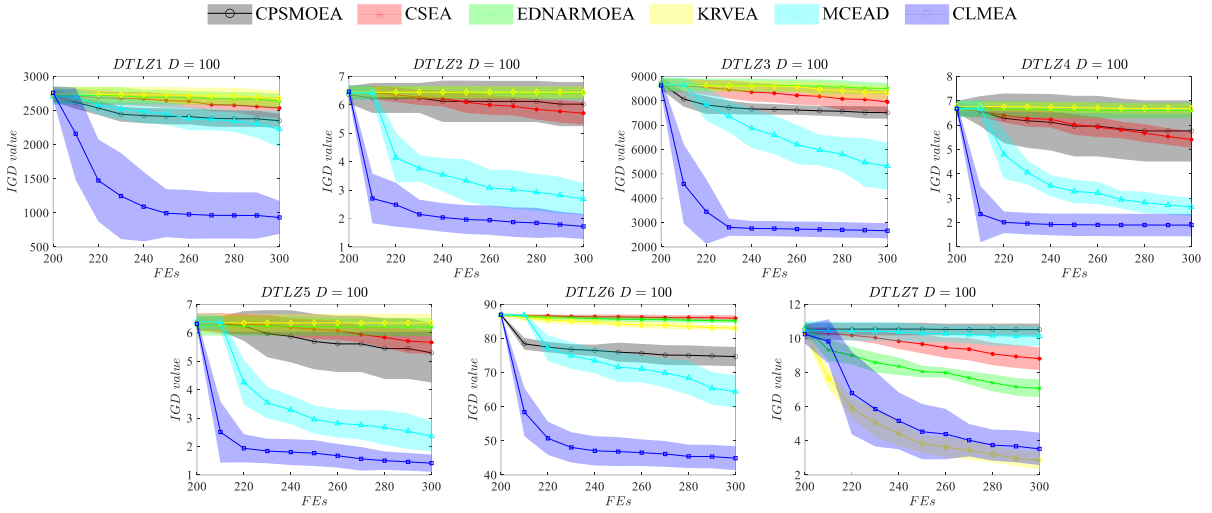 CPSMOEA CSEA EDNARMOEA KRVEA MCEAD CLMEA
DTLZ1 D = 100
3000
2500
2000
1500
1000
500
IGD value
200 220 240 260 280 300
FEs
DTLZ2 D = 100
7
6
5
4
3
2
1
IGD value
200 220 240 260 280 300
FEs
DTLZ3 D = 100
9000
8000
7000
6000
5000
4000
3000
2000
IGD value
200 220 240 260 280 300
FEs
DTLZ4 D = 100
8
7
6
5
4
3
2
1
0
IGD value
200 220 240 260 280 300
FEs
DTLZ5 D = 100
7
6
5
4
3
2
1
IGD value
200 220 240 260 280 300
FEs
DTLZ6 D = 100
90
80
70
60
50
40
IGD value
200 220 240 260 280 300
FEs
DTLZ7 D = 100
12
10
8
6
4
2
IGD value
200 220 240 260 280 300
FEs